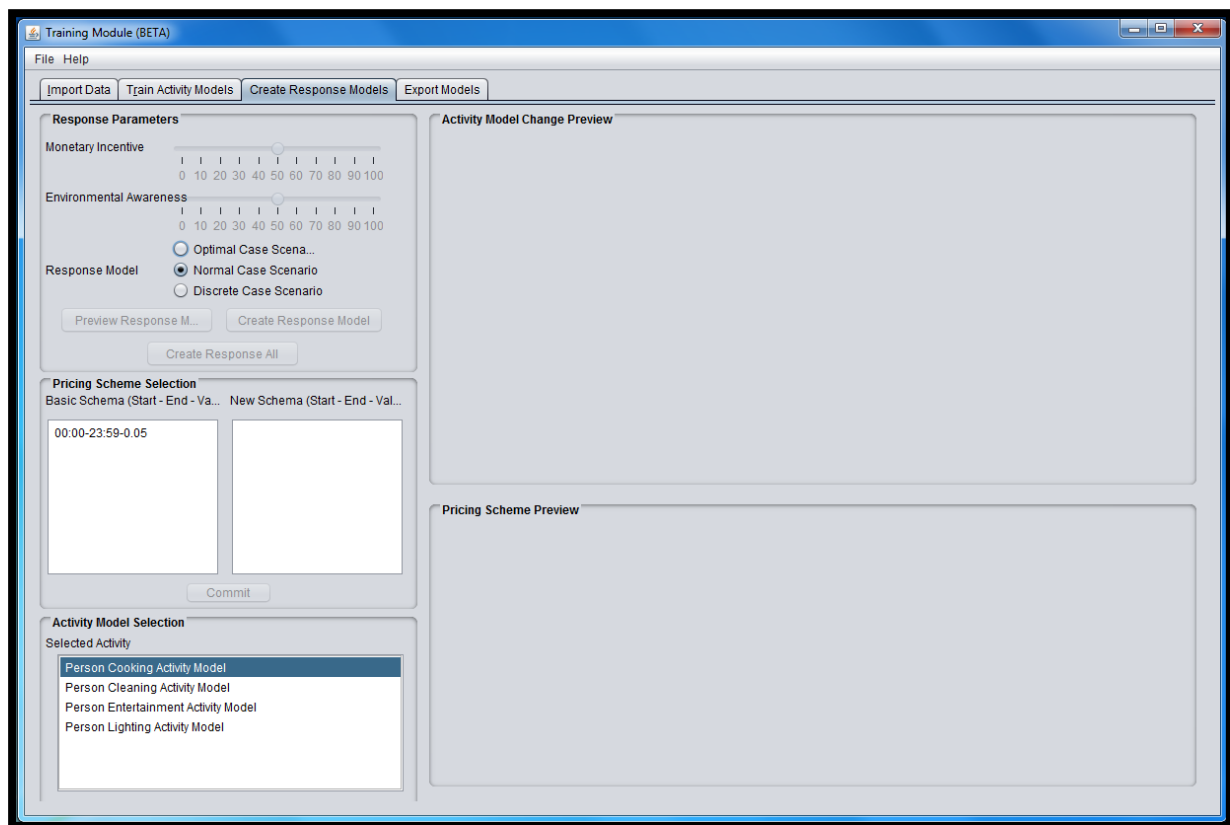 Training Module (BETA)
File Help
Import Data Train Activity Models Create Response Models Export Models
Response Parameters
Monetary Incentive
0 10 20 30 40 50 60 70 80 90 100
Environmental Awareness
0 10 20 30 40 50 60 70 80 90 100
Optimal Case Scena...
Response Model
Normal Case Scenario
Discrete Case Scenario
Preview Response M... Create Response Model
Create Response All
Pricing Scheme Selection
Basic Schema (Start - End - Va... New Schema (Start - End - Val...
00:00-23:59-0.05
Commit
Activity Model Selection
Selected Activity
Person Cooking Activity Model
Person Cleaning Activity Model
Person Entertainment Activity Model
Person Lighting Activity Model
Activity Model Change Preview
Pricing Scheme Preview